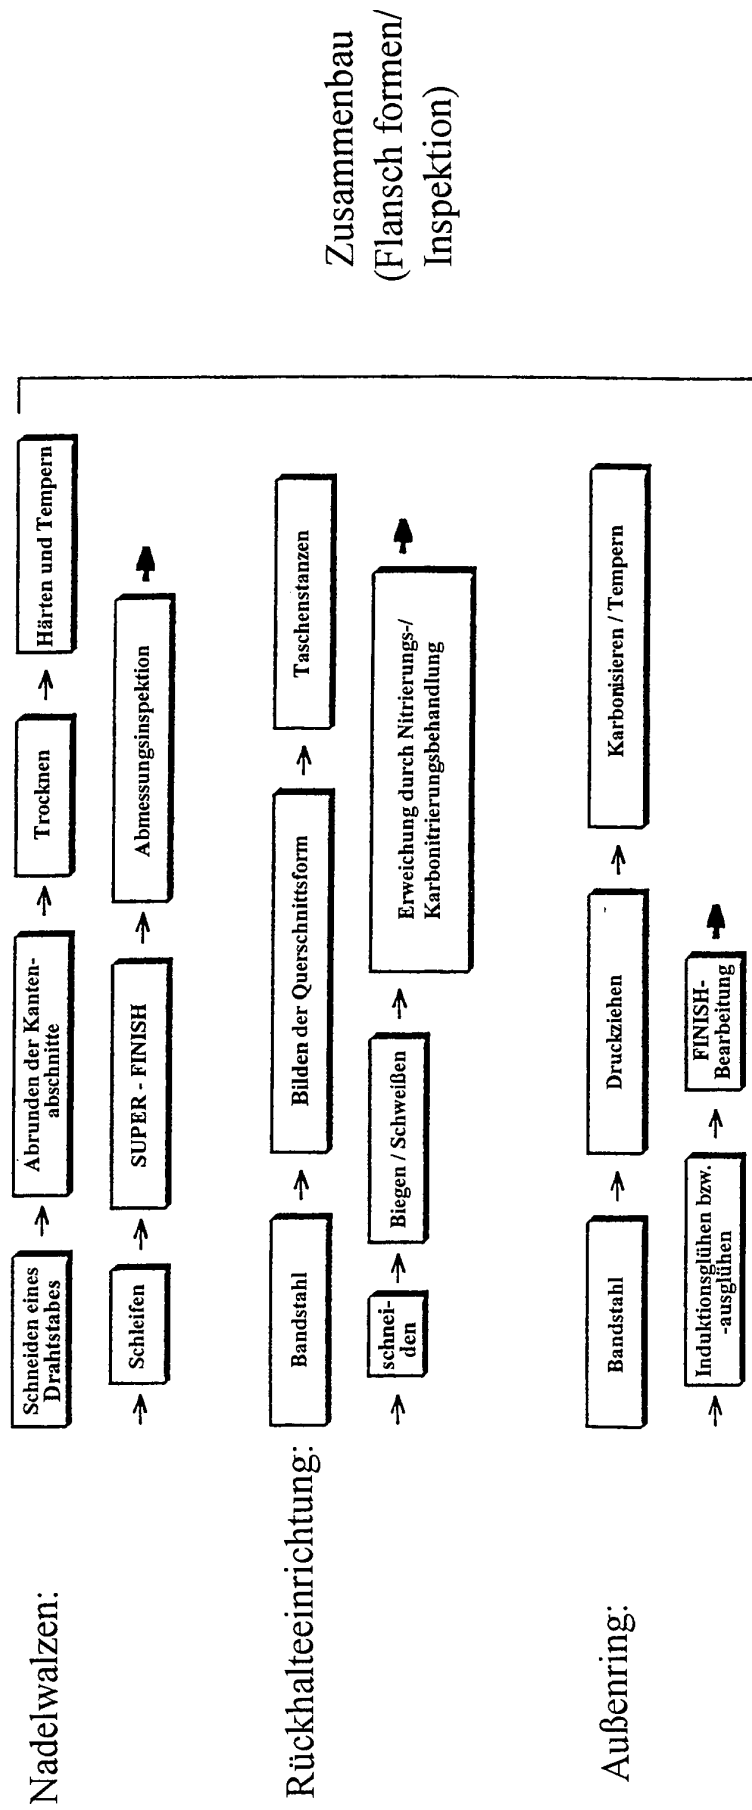 Nadelwalzen:
Schneiden eines
Drahtstabes
Abrunden der Kanten-
abschnitte
Trocknen
Härten und Tempern
Schleifen
SUPER - FINISH
Abmessungsinspektion
Rückhalteeinrichtung:
Bandstahl
Bilden der Querschnittsform
Taschenstanzen
schnei-
den
Biegen / Schweißen
Erweichung durch Nitrierungs-/
Karbonitrierungsbehandlung
Außenring:
Bandstahl
Druckziehen
Karbonisieren / Tempern
Induktionsglühen bzw.
-ausglühen
FINISH-
Bearbeitung
Zusammenbau
(Flansch formen/
Inspektion)